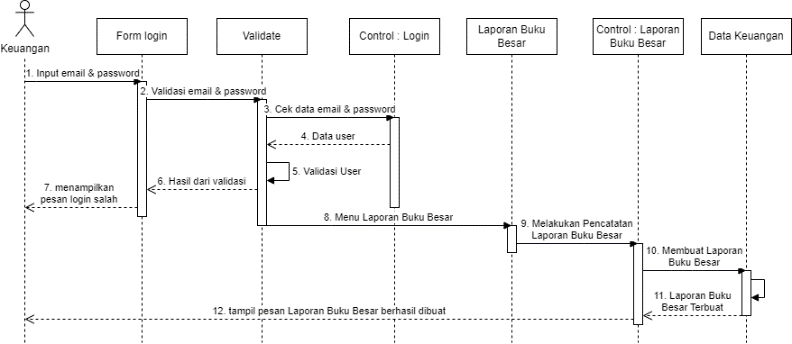 Keuangan
Form login
Validate
Control : Login
Laporan Buku
Besar
Control : Laporan
Buku Besar
Data Keuangan
1. Input email & password
2. Validasi email & password
3. Cek data email & password
4. Data user
5. Validasi User
6. Hasil dari validasi
7. menampilkan
pesan login salah
8. Menu Laporan Buku Besar
9. Melakukan Pencatatan
Laporan Buku Besar
10. Membuat Laporan
Buku Besar
11. Laporan Buku
Besar Terbuat
12. tampil pesan Laporan Buku Besar berhasil dibuat